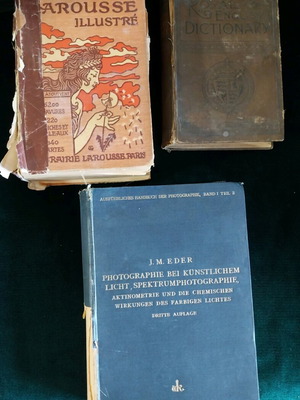 LAROUSSE
ILLUSTRÉ
LIBRAIRIE LAROUSSE. PARIS
DICTIONARY
AUSFÜHRLICHES HANDBUCH DER PHOTOGRAPHIE, BAND I, TEIL 3
J. M. EDER
PHOTOGRAPHIE BEI KÜNSTLICHEM
LICHT, SPEKTRUMPHOTOGRAPHIE,
AKTINOMETRIE UND DIE CHEMISCHEN
WIRKUNGEN DES FARBIGEN LICHTES
DRITTE AUFLAGE